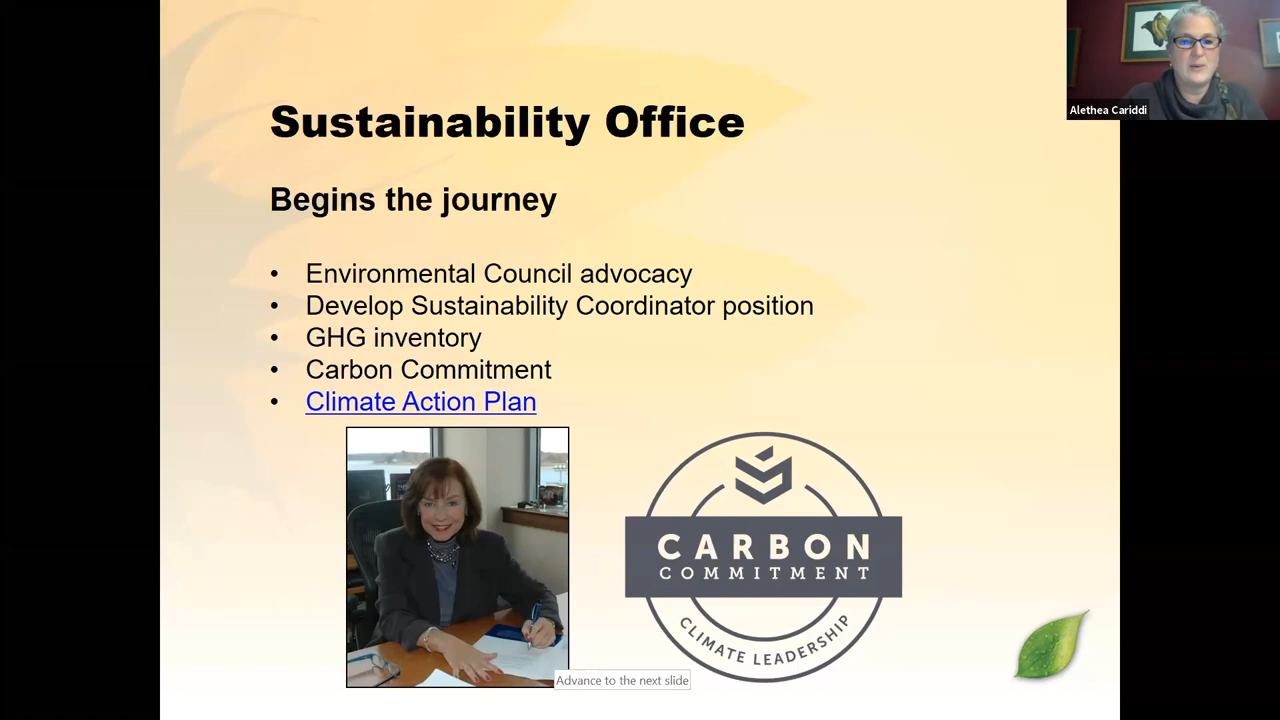 Sustainability Office
Alethea Cariddi
Begins the journey
• Environmental Council advocacy
• Develop Sustainability Coordinator position
• GHG inventory
• Carbon Commitment
• Climate Action Plan
CARBON
COMMITMENT
CLIMATE LEADERSHIP
Advance to the next slide